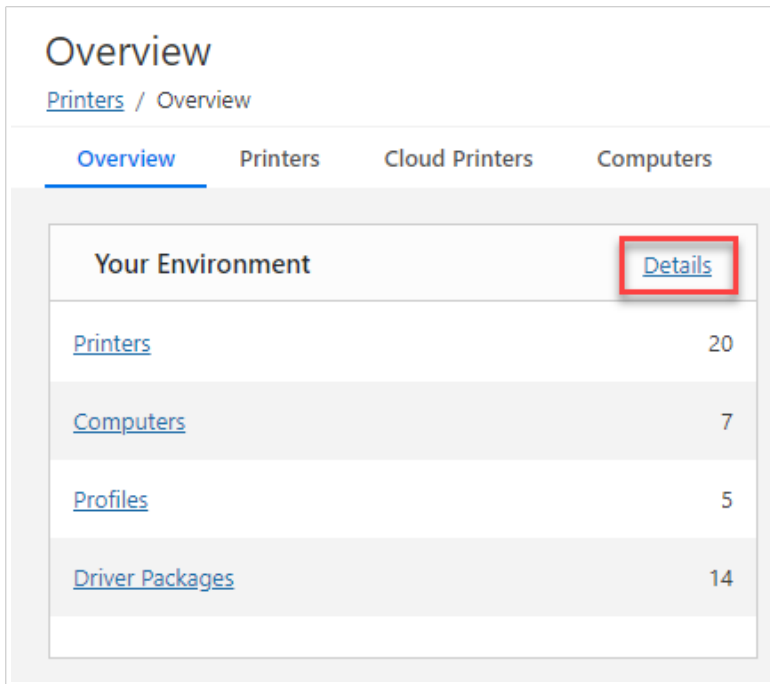 Overview
Printers / Overview
Overview Printers Cloud Printers Computers
Your Environment Details
Printers 20
Computers 7
Profiles 5
Driver Packages 14